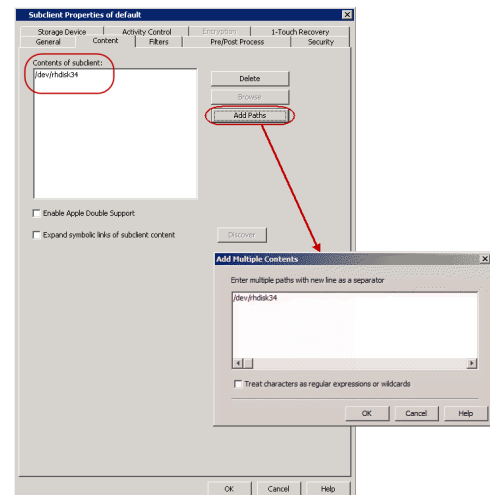 Subclient Properties of default
Storage Device Activity Control Encryption 1-Touch Recovery
General Content Filters Pre/Post Process Security
Contents of subclient:
/dev/rhdisk34
Delete
Browse
Add Paths
Enable Apple Double Support
Expand symbolic links of subclient content
Discover
Add Multiple Contents
Enter multiple paths with new line as a separator
/dev/rhdisk34
Treat characters as regular expressions or wildcards
OK Cancel Help
OK Cancel Help